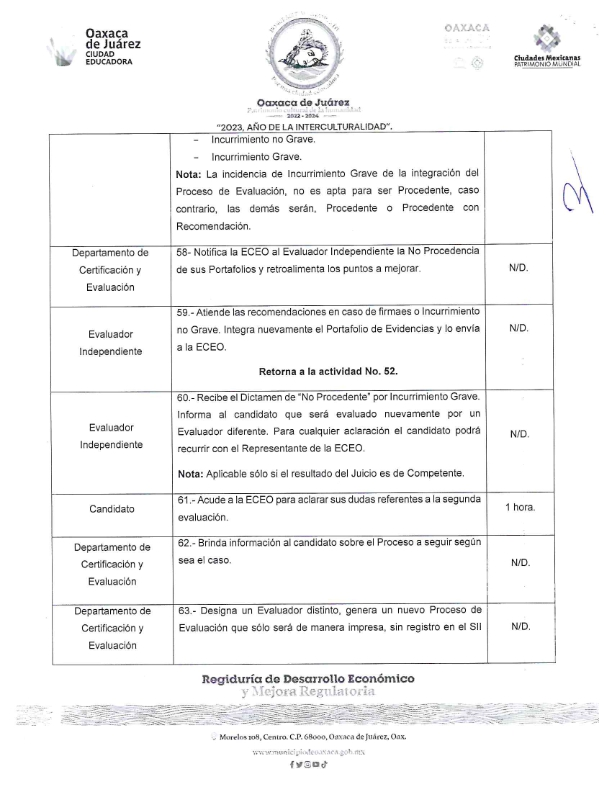 Oaxaca
de Juárez
CIUDAD
EDUCADORA
Oaxaca de Juárez
2022 - 2024
OAXACA
Ciudades Mexicanas
PATRIMONIO MUNDIAL
"2023, AÑO DE LA INTERCULTURALIDAD".
– Incurrimiento no Grave.
– Incurrimiento Grave.
Nota: La incidencia de Incurrimiento Grave de la integración del
Proceso de Evaluación, no es apta para ser Procedente, caso
contrario, las demás serán, Procedente o Procedente con
Recomendación.
Departamento de
Certificación y
Evaluación
58- Notifica la ECEO al Evaluador Independiente la No Procedencia
de sus Portafolios y retroalimenta los puntos a mejorar.
N/D.
Evaluador
Independiente
59.- Atiende las recomendaciones en caso de firmaes o Incurrimiento
no Grave. Integra nuevamente el Portafolio de Evidencias y lo envía
a la ECEO.
Retorna a la actividad No. 52.
N/D.
Evaluador
Independiente
60.- Recibe el Dictamen de "No Procedente" por Incurrimiento Grave.
Informa al candidato que será evaluado nuevamente por un
Evaluador diferente. Para cualquier aclaración el candidato podrá
recurrir con el Representante de la ECEO.
Nota: Aplicable sólo si el resultado del Juicio es de Competente.
N/D.
Candidato
61.- Acude a la ECEO para aclarar sus dudas referentes a la segunda
evaluación.
1 hora.
Departamento de
Certificación y
Evaluación
62.- Brinda información al candidato sobre el Proceso a seguir según
sea el caso.
N/D.
Departamento de
Certificación y
Evaluación
63.- Designa un Evaluador distinto, genera un nuevo Proceso de
Evaluación que sólo será de manera impresa, sin registro en el SII
N/D.
Regiduría de Desarrollo Económico
y Mejora Regulatoria
Morelos 108, Centro. C.P. 68000, Oaxaca de Juárez, Oax.
www.municipiodeoaxaca.gob.mx